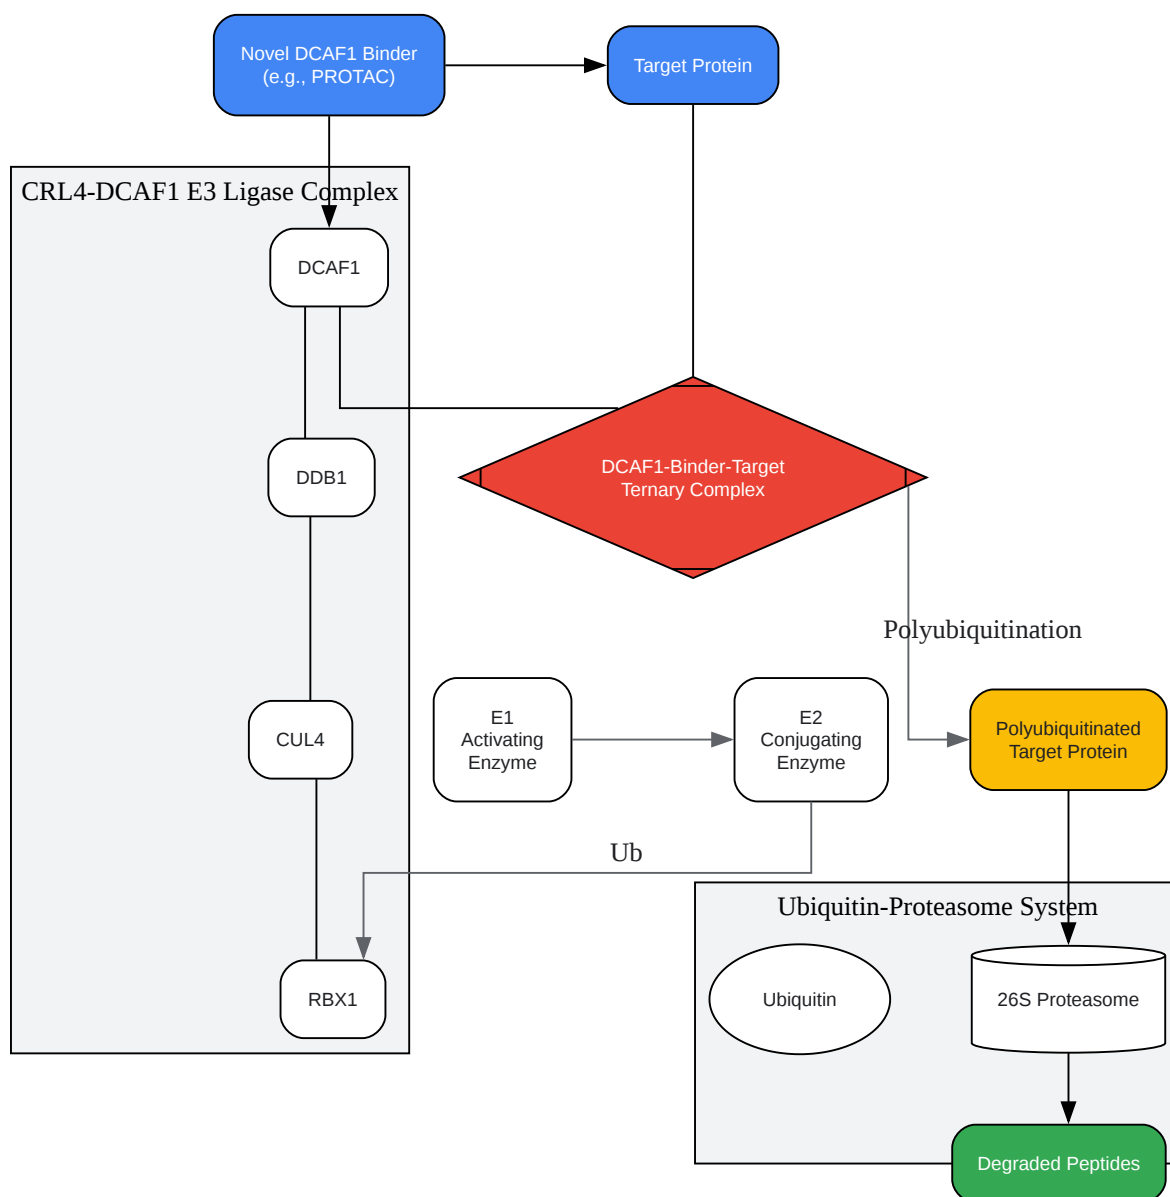 Novel DCAF1 Binder
(e.g., PROTAC)
Target Protein
CRL4-DCAF1 E3 Ligase Complex
DCAF1
DDB1
DCAF1-Binder-Target
Ternary Complex
Polyubiquitination
CUL4
E1
Activating
Enzyme
E2
Conjugating
Enzyme
Polyubiquitinated
Target Protein
Ub
Ubiquitin-Proteasome System
RBX1
Ubiquitin
26S Proteasome
Degraded Peptides